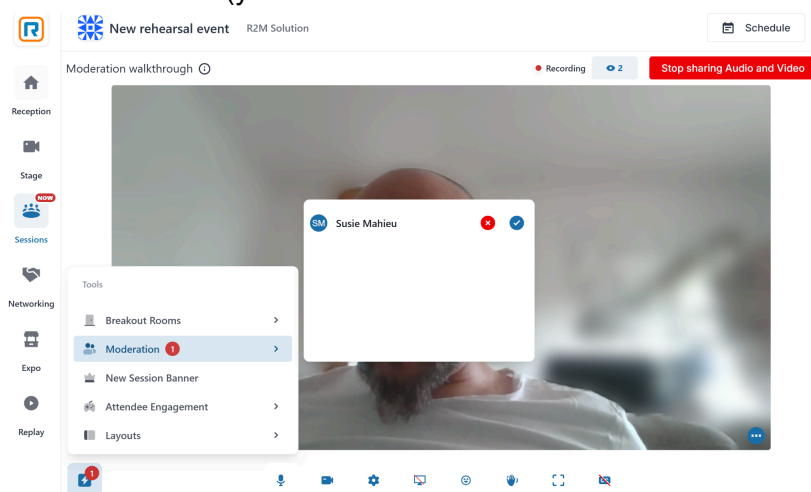 New rehearsal event R2M Solution
Schedule
Moderation walkthrough
Recording
2
Stop sharing Audio and Video
Reception
Stage
NOW
Sessions
Networking
Expo
Replay
SM Susie Mahieu
Tools
Breakout Rooms
Moderation 1
New Session Banner
Attendee Engagement
Layouts
1